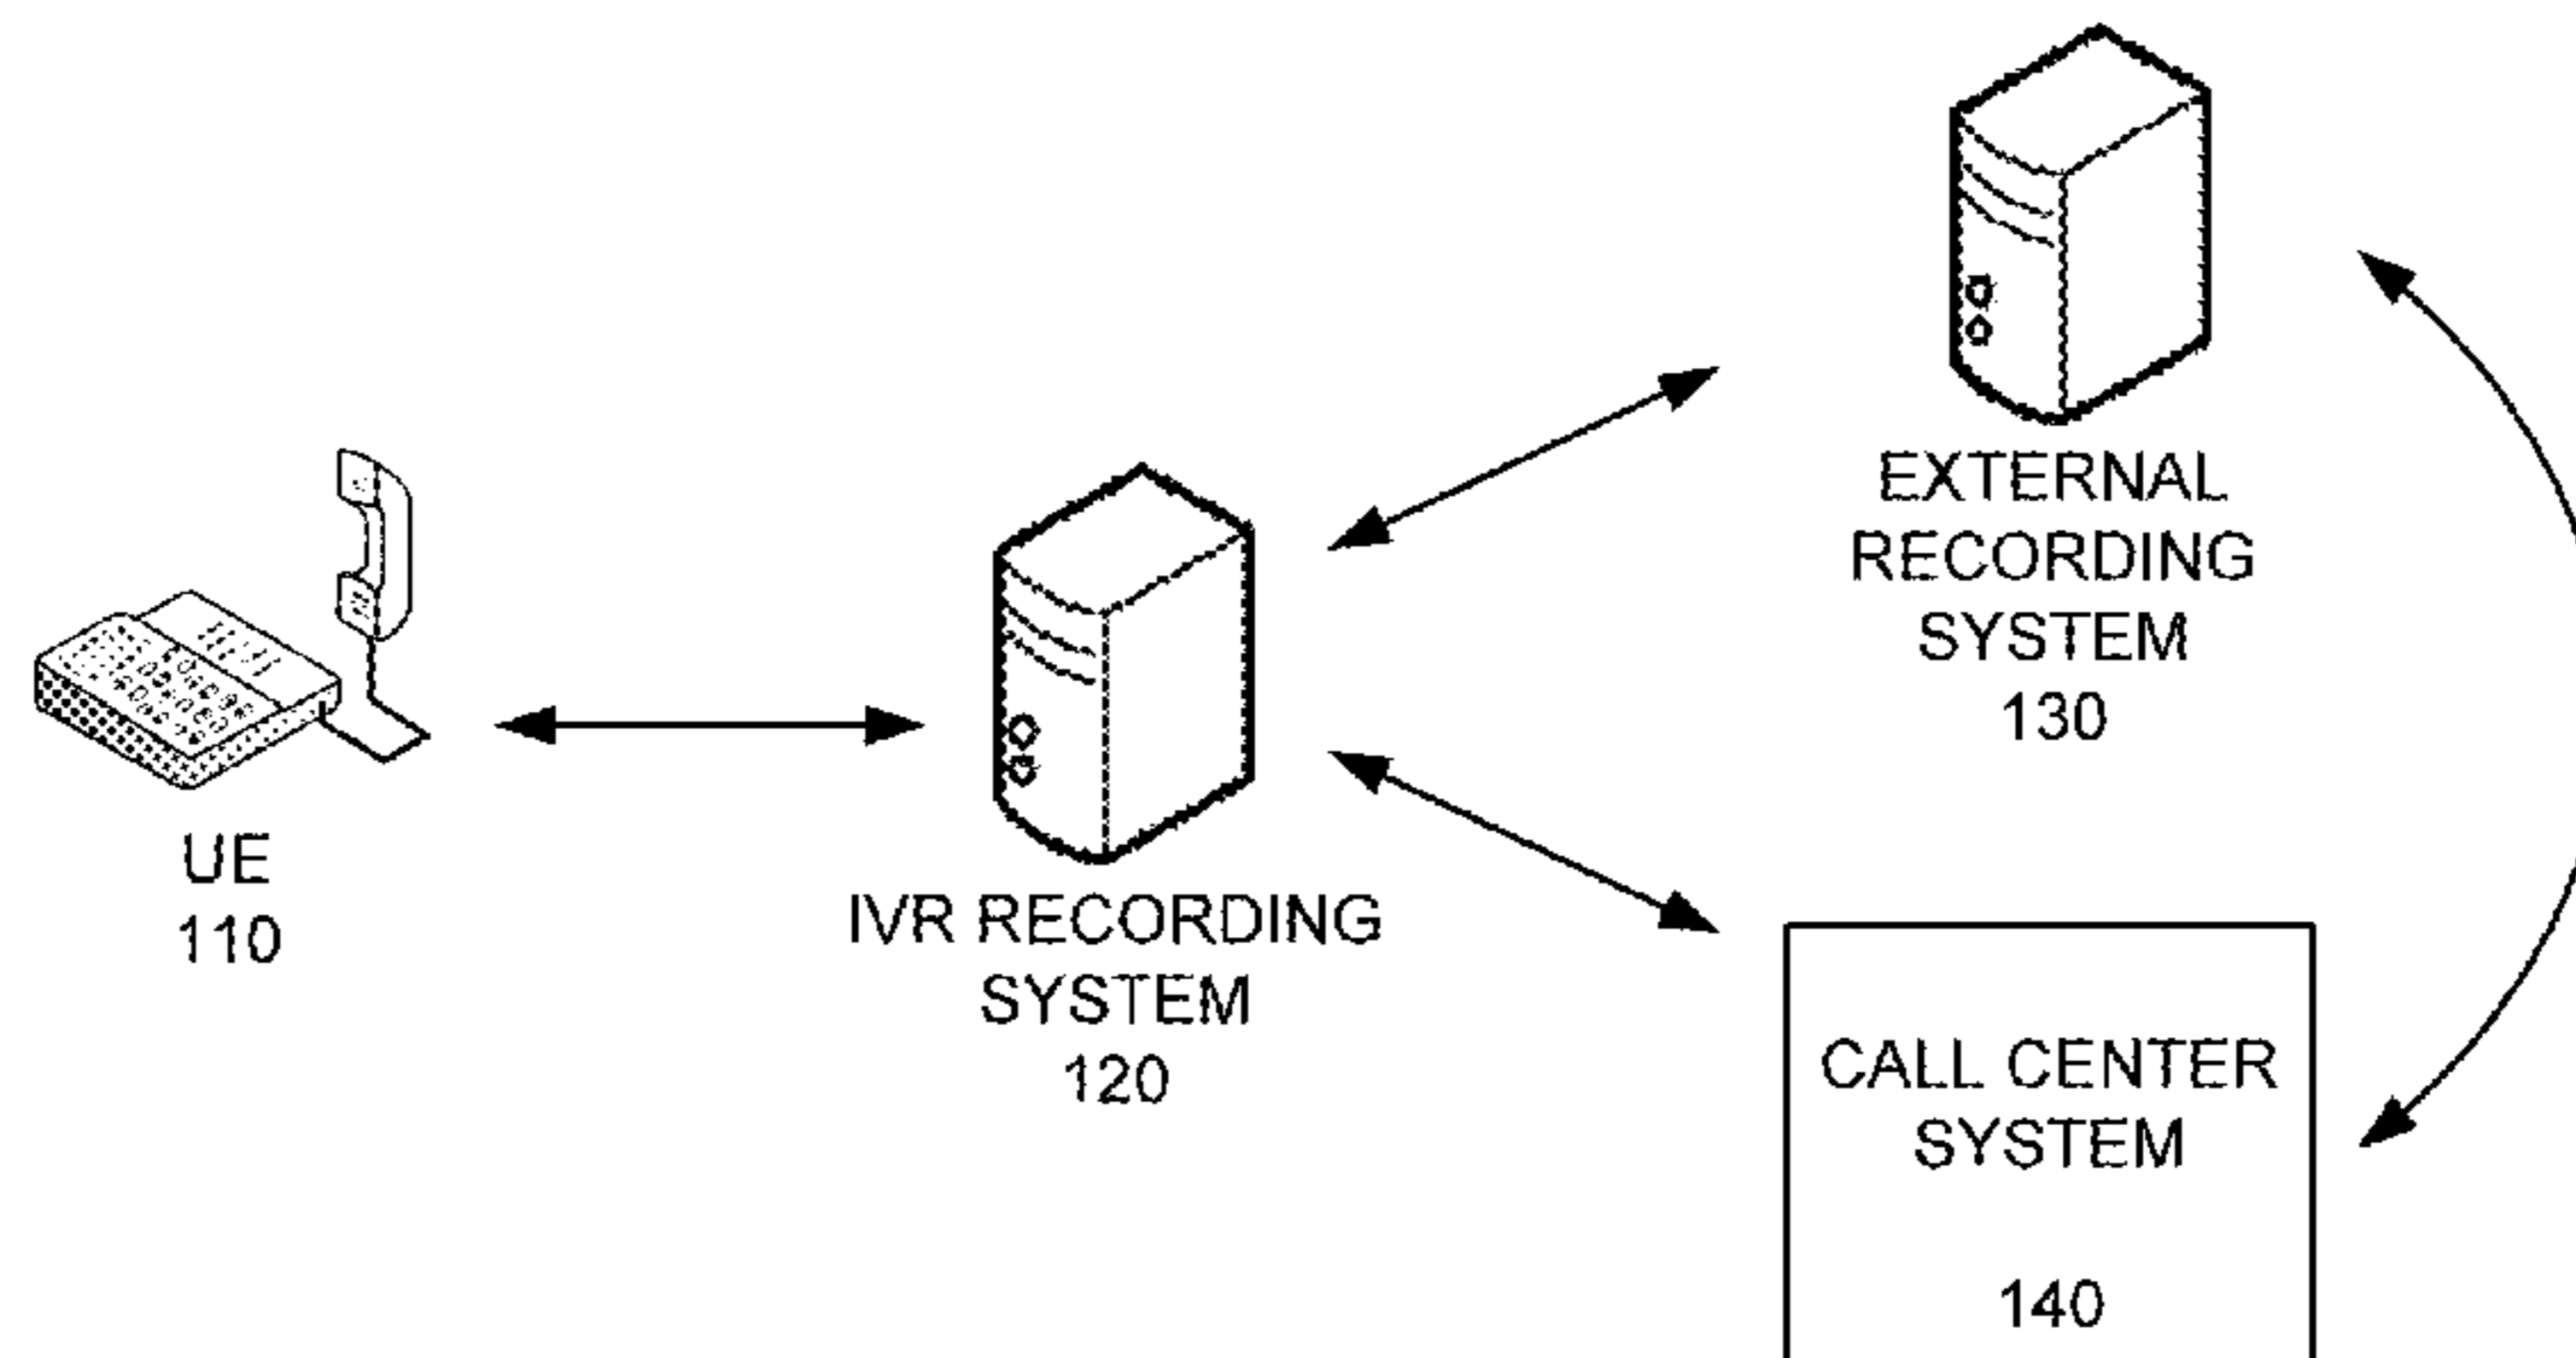 UE
110
IVR RECORDING
SYSTEM
120
EXTERNAL
RECORDING
SYSTEM
130
CALL CENTER
SYSTEM
140